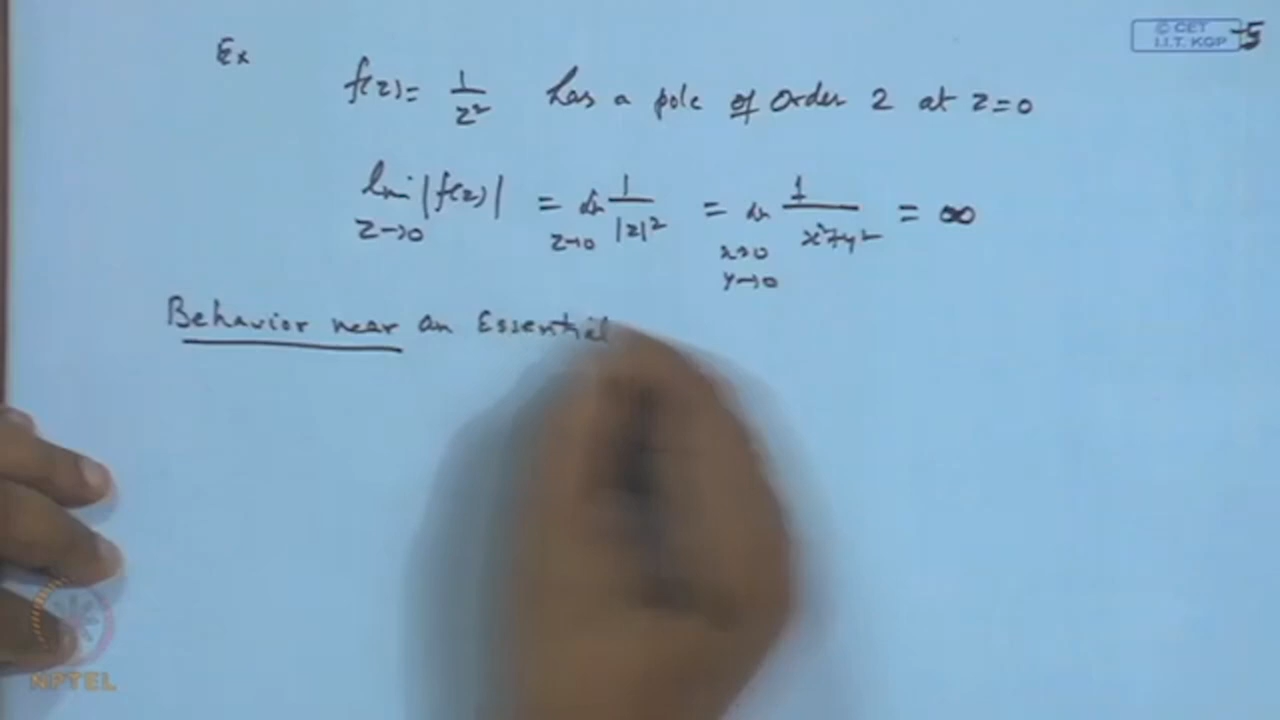 © CET
I.I.T. KGP
-5
Ex
f(z) = 1/z² has a pole of order 2 at z=0
lim z→0 |f(z)| = lim z→0 1/|z|² = lim x→0 y→0 1/x²+y² = ∞
Behavior near an Essential
NPTEL